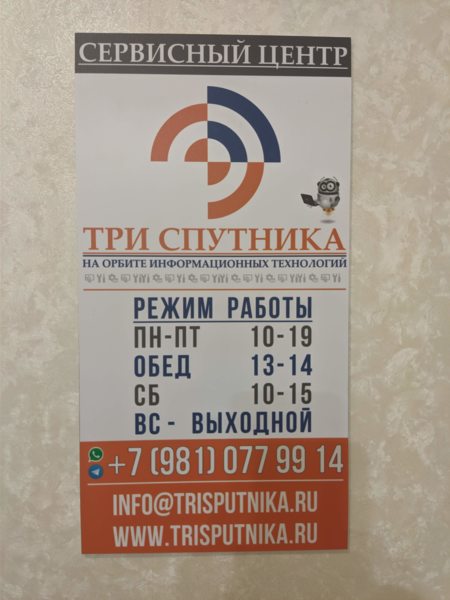 СЕРВИСНЫЙ ЦЕНТР
ТРИ СПУТНИКА
НА ОРБИТЕ ИНФОРМАЦИОННЫХ ТЕХНОЛОГИЙ
РЕЖИМ РАБОТЫ
ПН-ПТ 10-19
ОБЕД 13-14
СБ 10-15
ВС - ВЫХОДНОЙ
+7 (981) 077 99 14
INFO@TRISPUTNIKA.RU
WWW.TRISPUTNIKA.RU